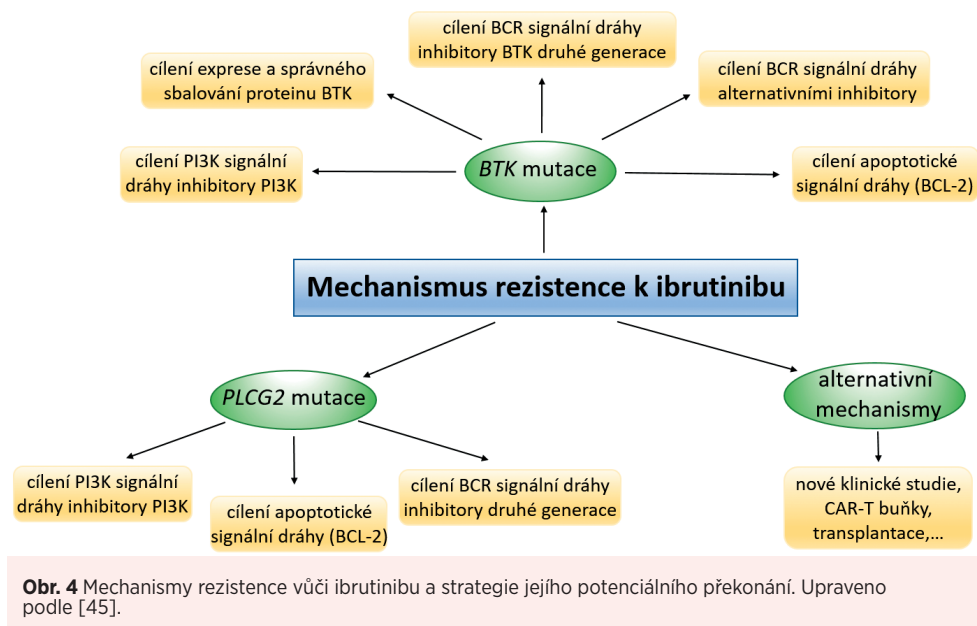 cílení BCR signální dráhy
inhibitory BTK druhé generace
cílení exprese a správného
sbalování proteinu BTK
cílení BCR signální dráhy
alternativními inhibitory
cílení PI3K signální
dráhy inhibitory PI3K
BTK mutace
cílení apoptotické
signální dráhy (BCL-2)
Mechanismus rezistence k ibrutinibu
PLCG2 mutace
alternativní
mechanismy
cílení PI3K signální
dráhy inhibitory PI3K
cílení apoptotické
signální dráhy (BCL-2)
cílení BCR signální dráhy
inhibitory druhé generace
nové klinické studie,
CAR-T buňky,
transplantace,...
Obr. 4 Mechanismy rezistence vůči ibrutinibu a strategie jejího potenciálního překonání. Upraveno
podle [45].